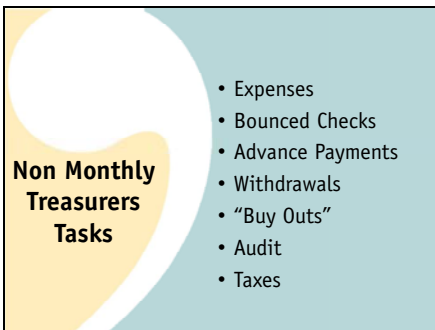 Non Monthly
Treasurers
Tasks
• Expenses
• Bounced Checks
• Advance Payments
• Withdrawals
• “Buy Outs”
• Audit
• Taxes